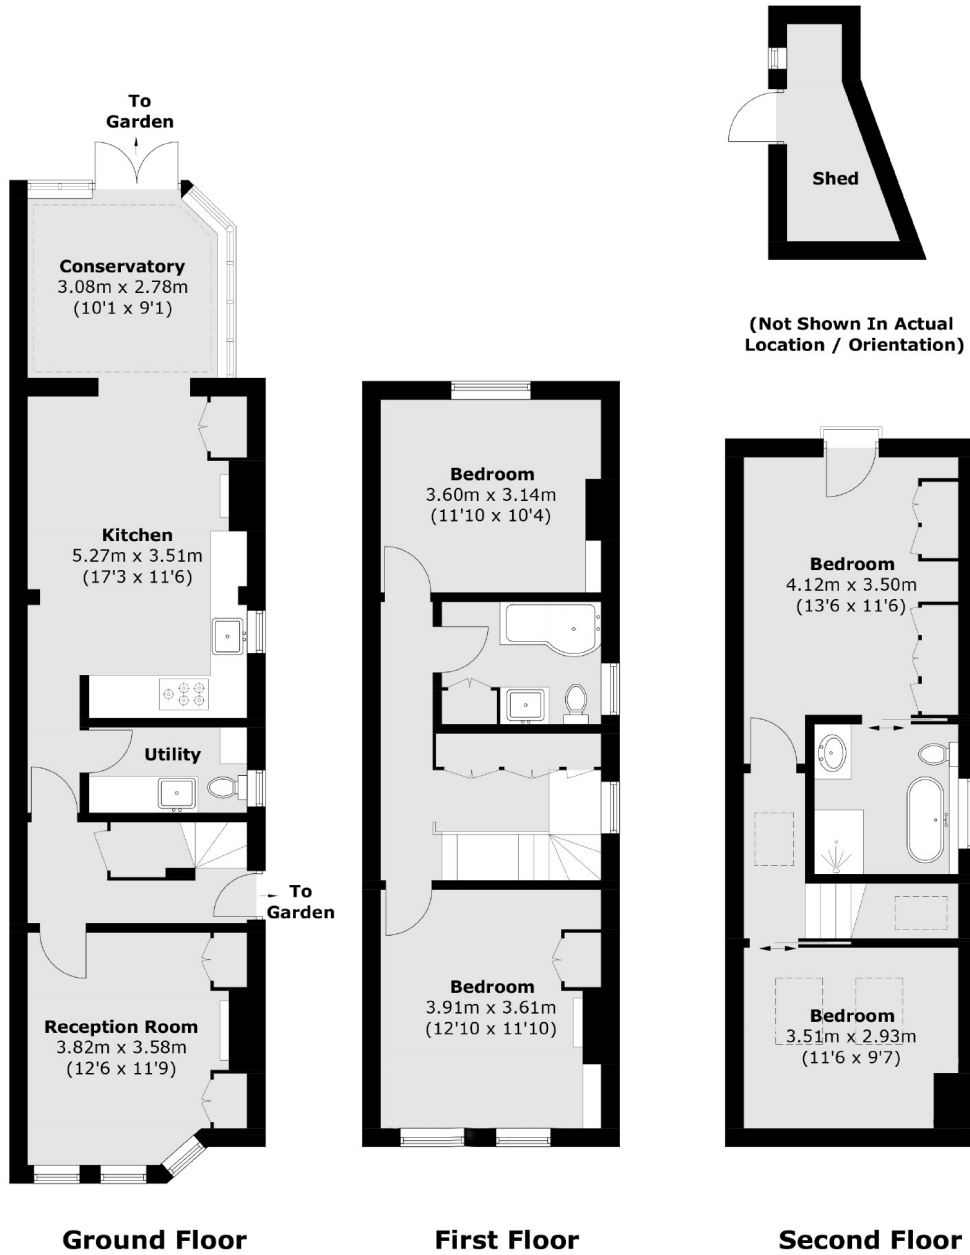 To
Garden
Conservatory
3.08m x 2.78m
(10'1 x 9'1)
Kitchen
5.27m x 3.51m
(17'3 x 11'6)
Utility
To
Garden
Reception Room
3.82m x 3.58m
(12'6 x 11'9)
Ground Floor
Bedroom
3.60m x 3.14m
(11'10 x 10'4)
Bedroom
3.91m x 3.61m
(12'10 x 11'10)
First Floor
Shed
(Not Shown In Actual
Location / Orientation)
Bedroom
4.12m x 3.50m
(13'6 x 11'6)
Bedroom
3.51m x 2.93m
(11'6 x 9'7)
Second Floor